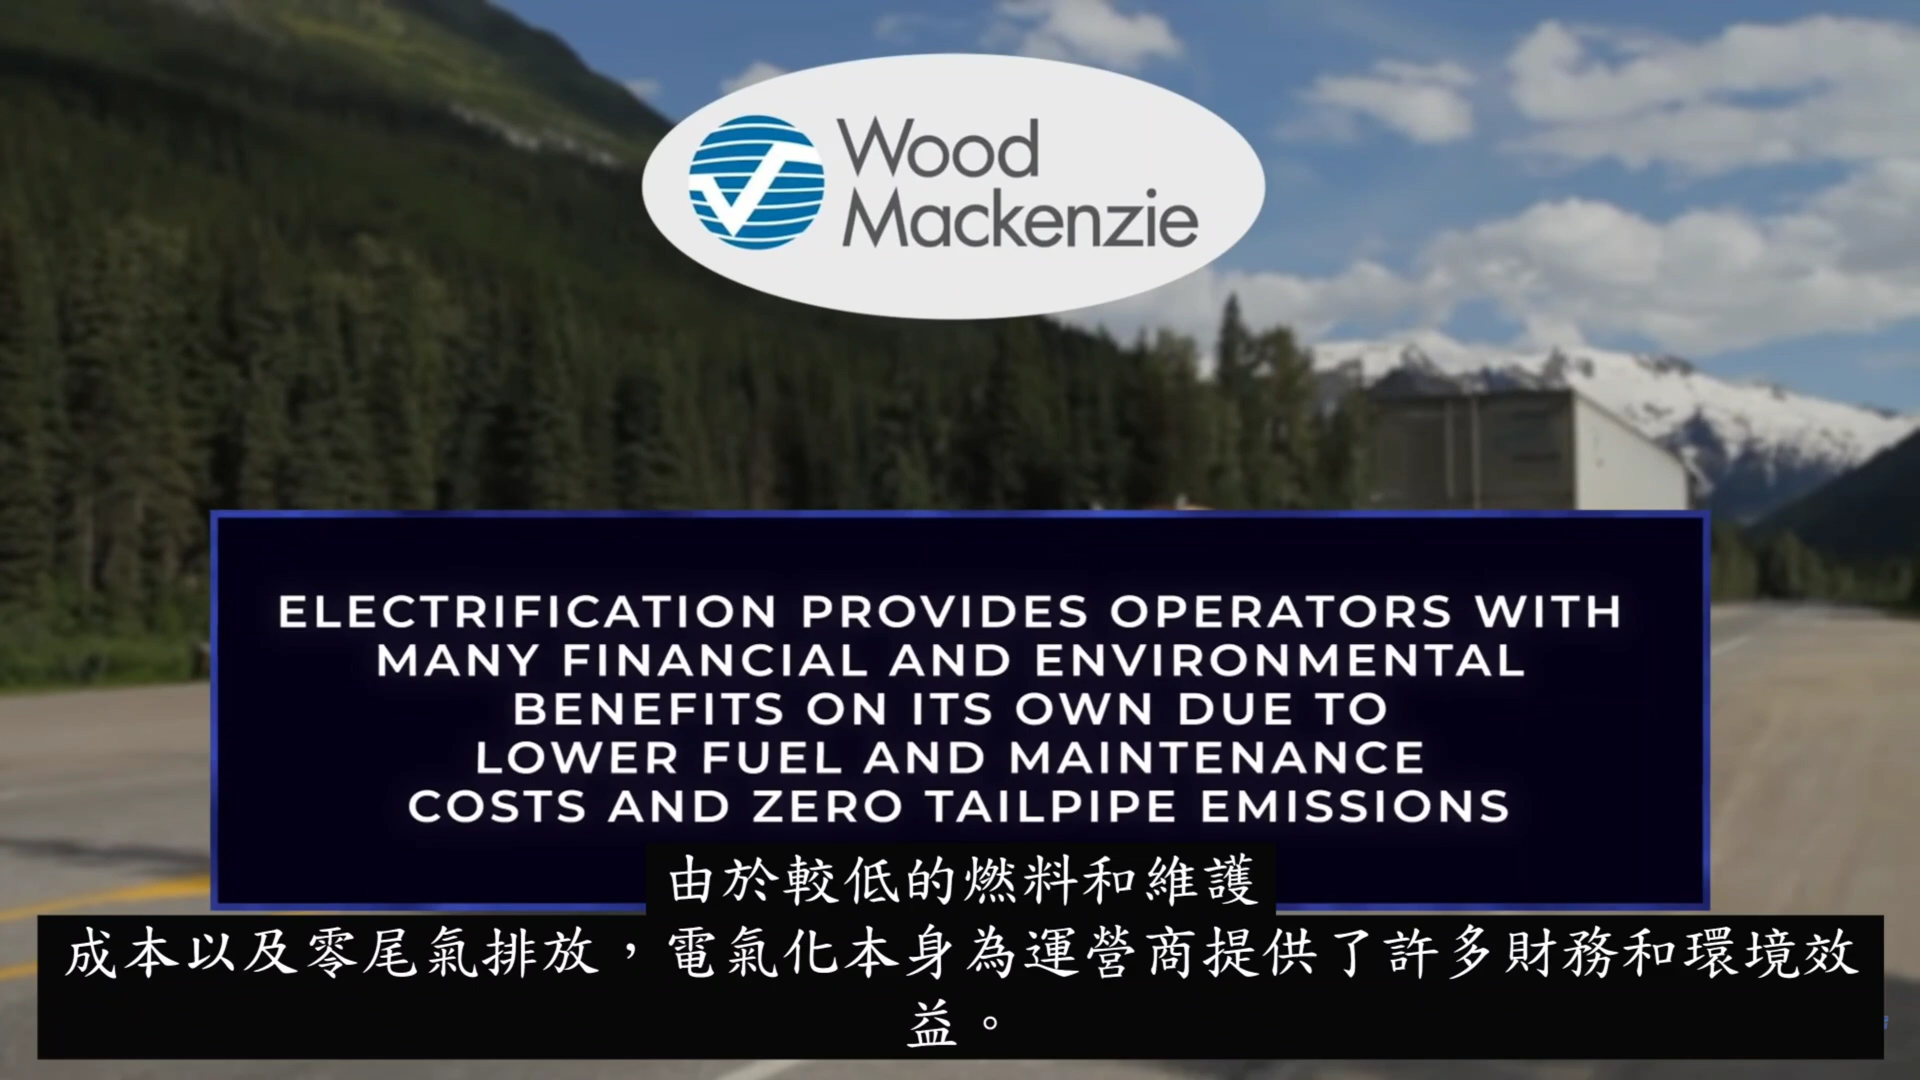 Wood
Mackenzie
ELECTRIFICATION PROVIDES OPERATORS WITH
MANY FINANCIAL AND ENVIRONMENTAL
BENEFITS ON ITS OWN DUE TO
LOWER FUEL AND MAINTENANCE
COSTS AND ZERO TAILPIPE EMISSIONS
由於較低的燃料和維護
成本以及零尾氣排放，電氣化本身為運營商提供了許多財務和環境效
益。